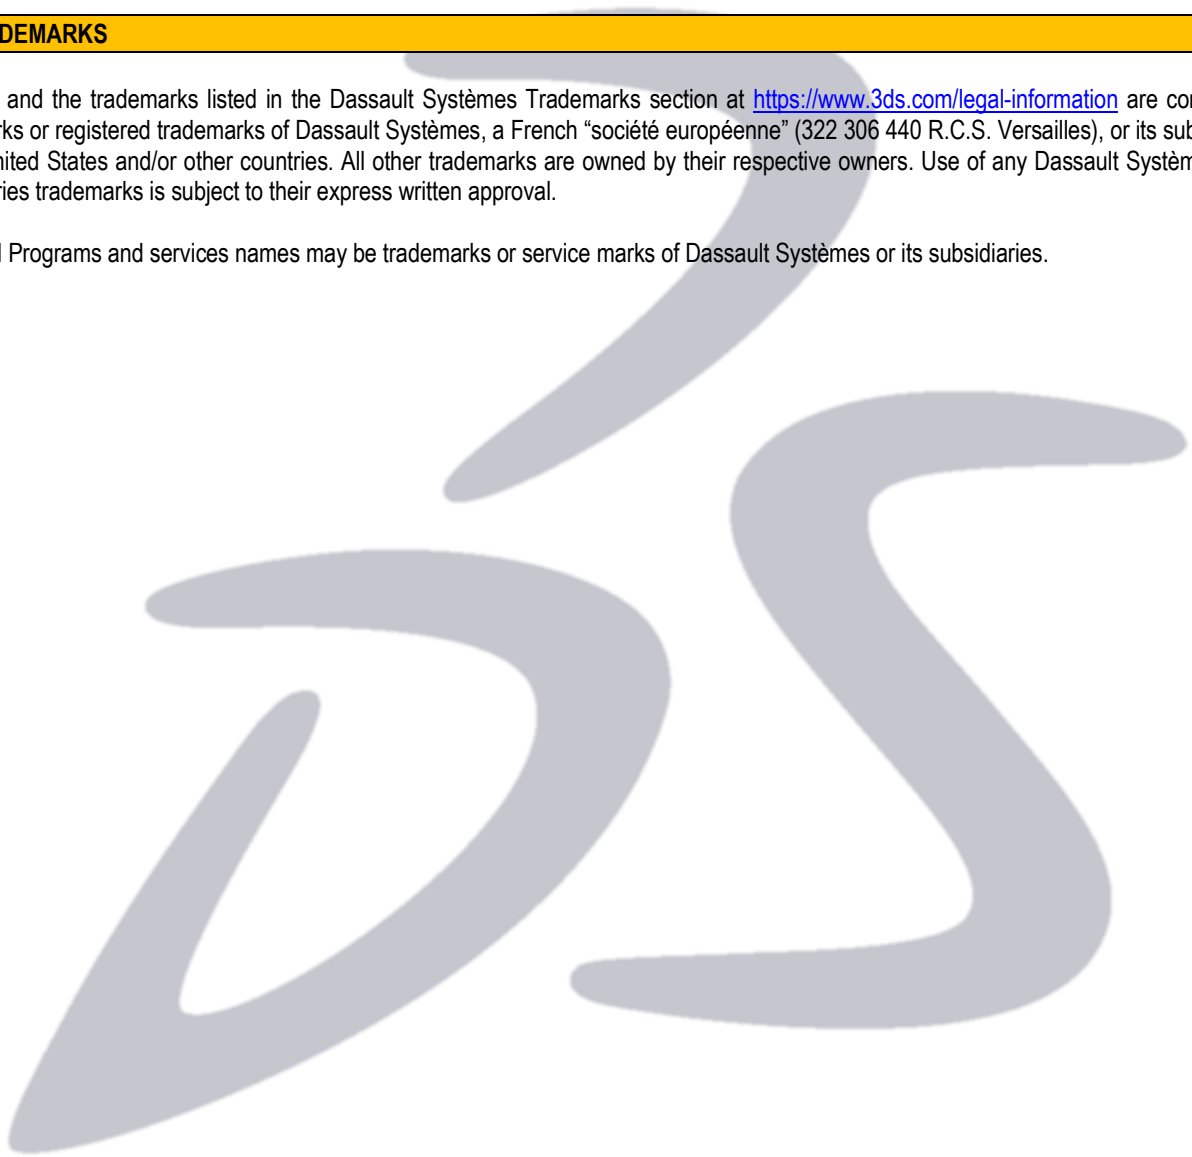 DEMARKS
and the trademarks listed in the Dassault Systèmes Trademarks section at https://www.3ds.com/legal-information are con
rks or registered trademarks of Dassault Systèmes, a French “société européenne” (322 306 440 R.C.S. Versailles), or its sub
nited States and/or other countries. All other trademarks are owned by their respective owners. Use of any Dassault Systèm
ries trademarks is subject to their express written approval.
Programs and services names may be trademarks or service marks of Dassault Systèmes or its subsidiaries.